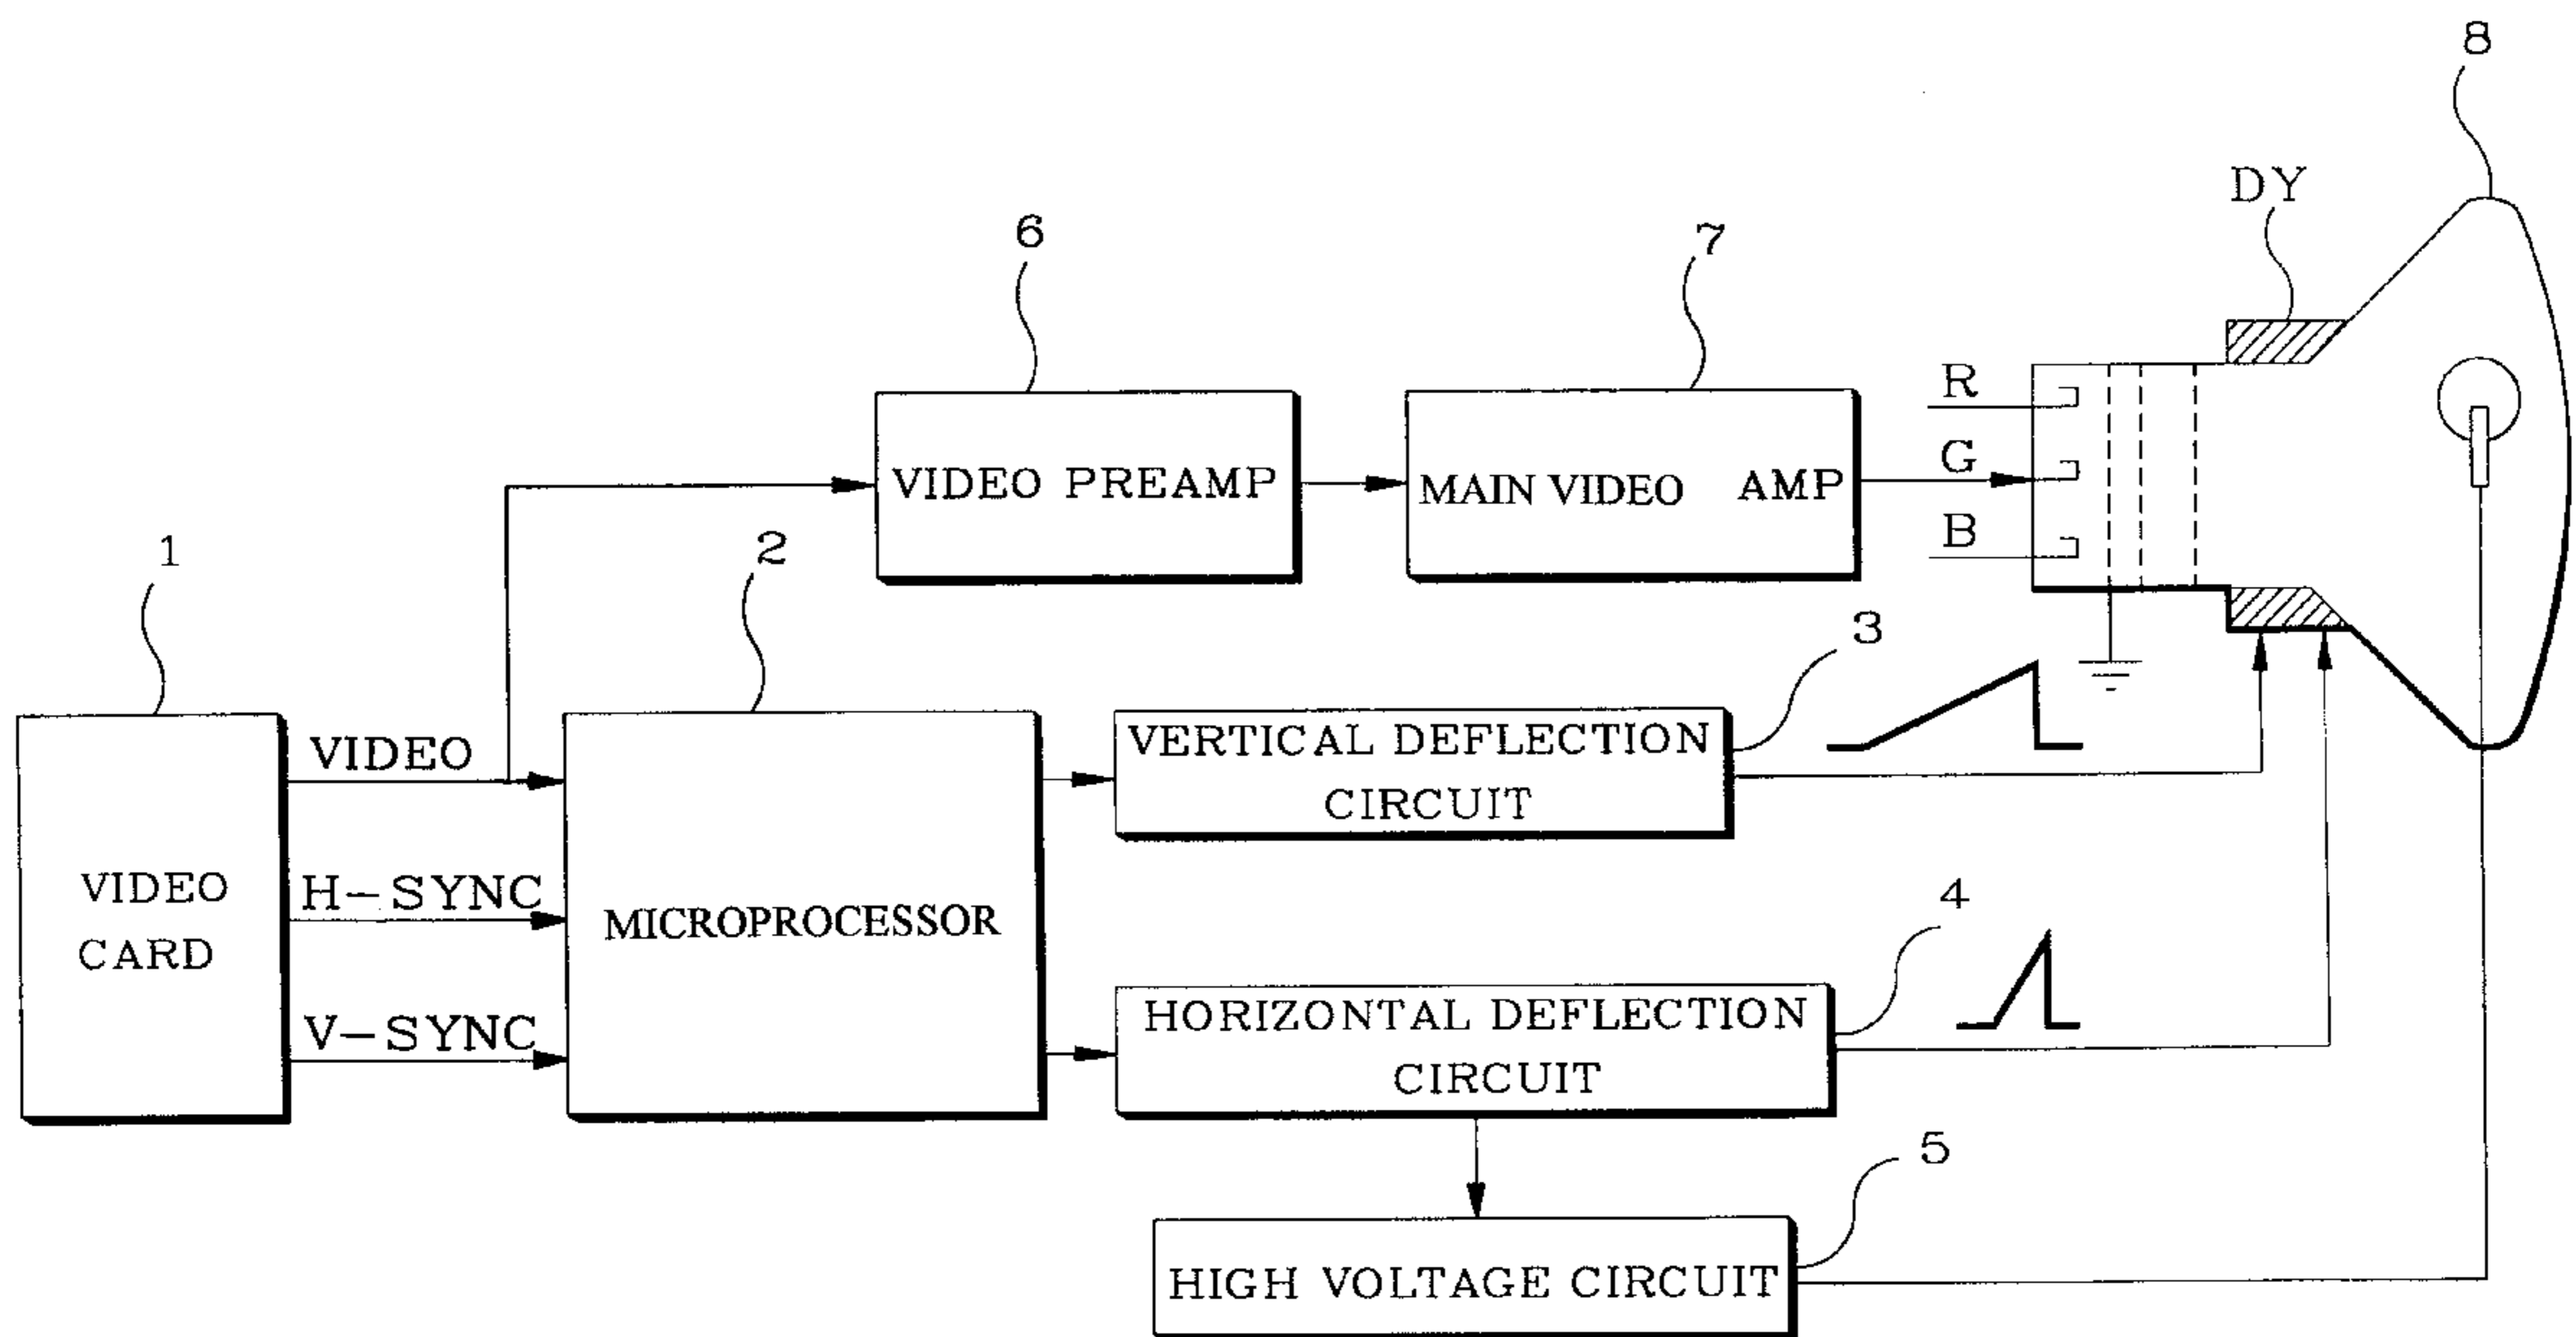 8
DY
6
7
R
VIDEO PREAMP
MAIN VIDEO AMP
G
B
1
2
3
VIDEO
VERTICAL DEFLECTION
CIRCUIT
VIDEO
CARD
H-SYNC
MICROPROCESSOR
4
V-SYNC
HORIZONTAL DEFLECTION
CIRCUIT
5
HIGH VOLTAGE CIRCUIT